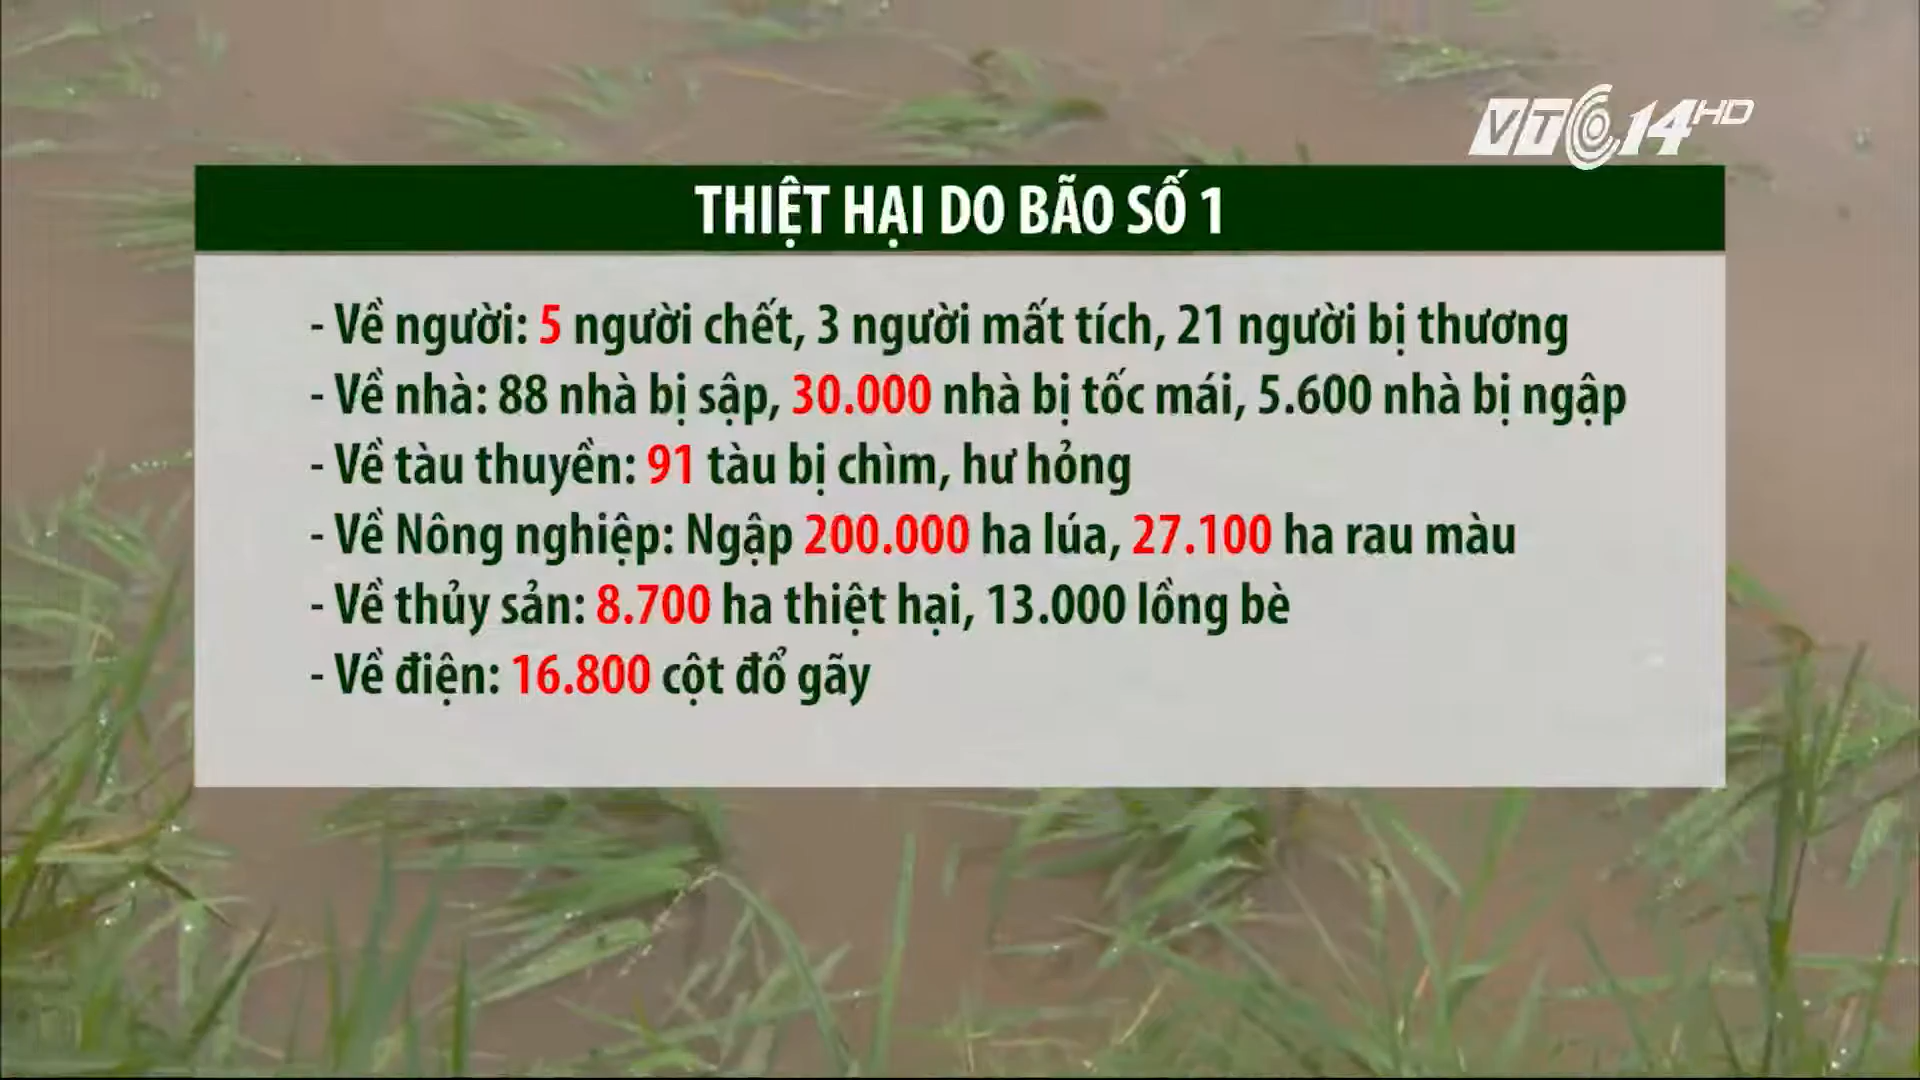 VTC14 HD
THIỆT HẠI DO BÃO SỐ 1
- Về người: 5 người chết, 3 người mất tích, 21 người bị thương
- Về nhà: 88 nhà bị sập, 30.000 nhà bị tốc mái, 5.600 nhà bị ngập
- Về tàu thuyền: 91 tàu bị chìm, hư hỏng
- Về Nông nghiệp: Ngập 200.000 ha lúa, 27.100 ha rau màu
- Về thủy sản: 8.700 ha thiệt hại, 13.000 lồng bè
- Về điện: 16.800 cột đổ gãy